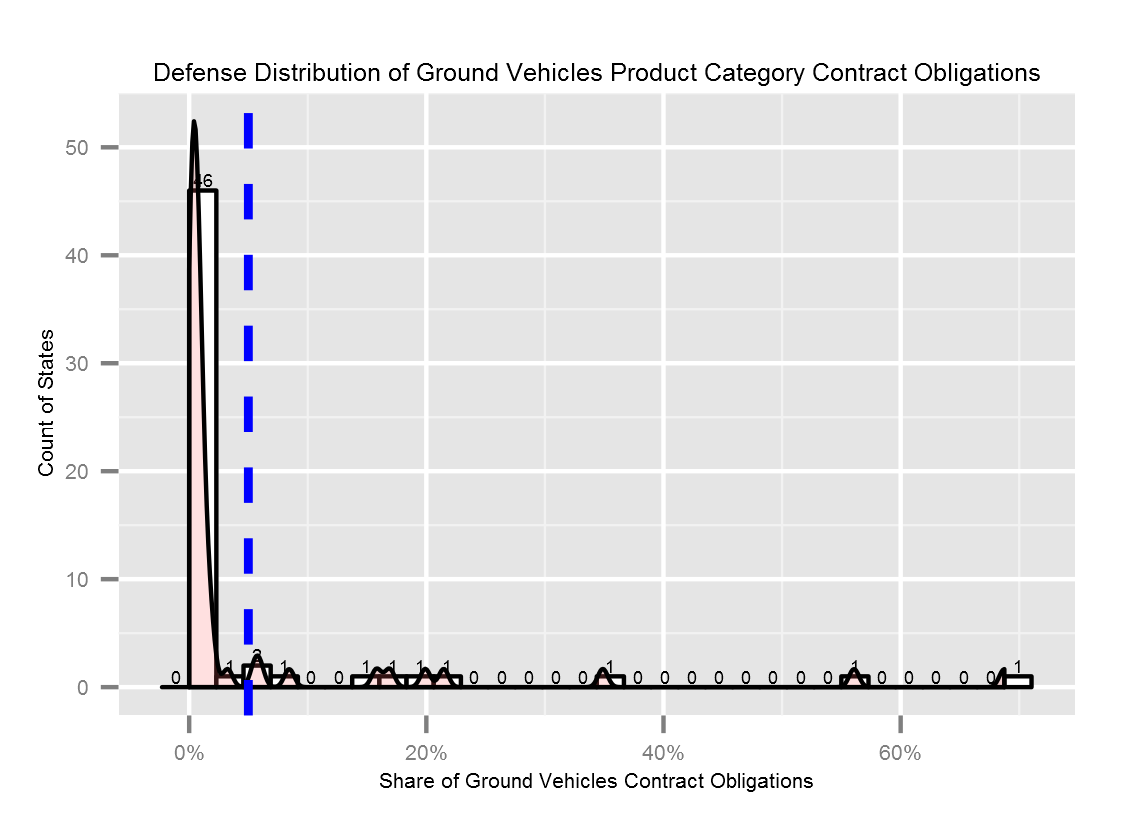 Defense Distribution of Ground Vehicles Product Category Contract Obligations
50
40
30
20
10
0
Count of States
46
0 1 2 1 0 0 1 1 1 1 0 0 0 0 0 1 0 0 0 0 0 0 0 0 1 0 0 0 0 0 1
0% 20% 40% 60%
Share of Ground Vehicles Contract Obligations